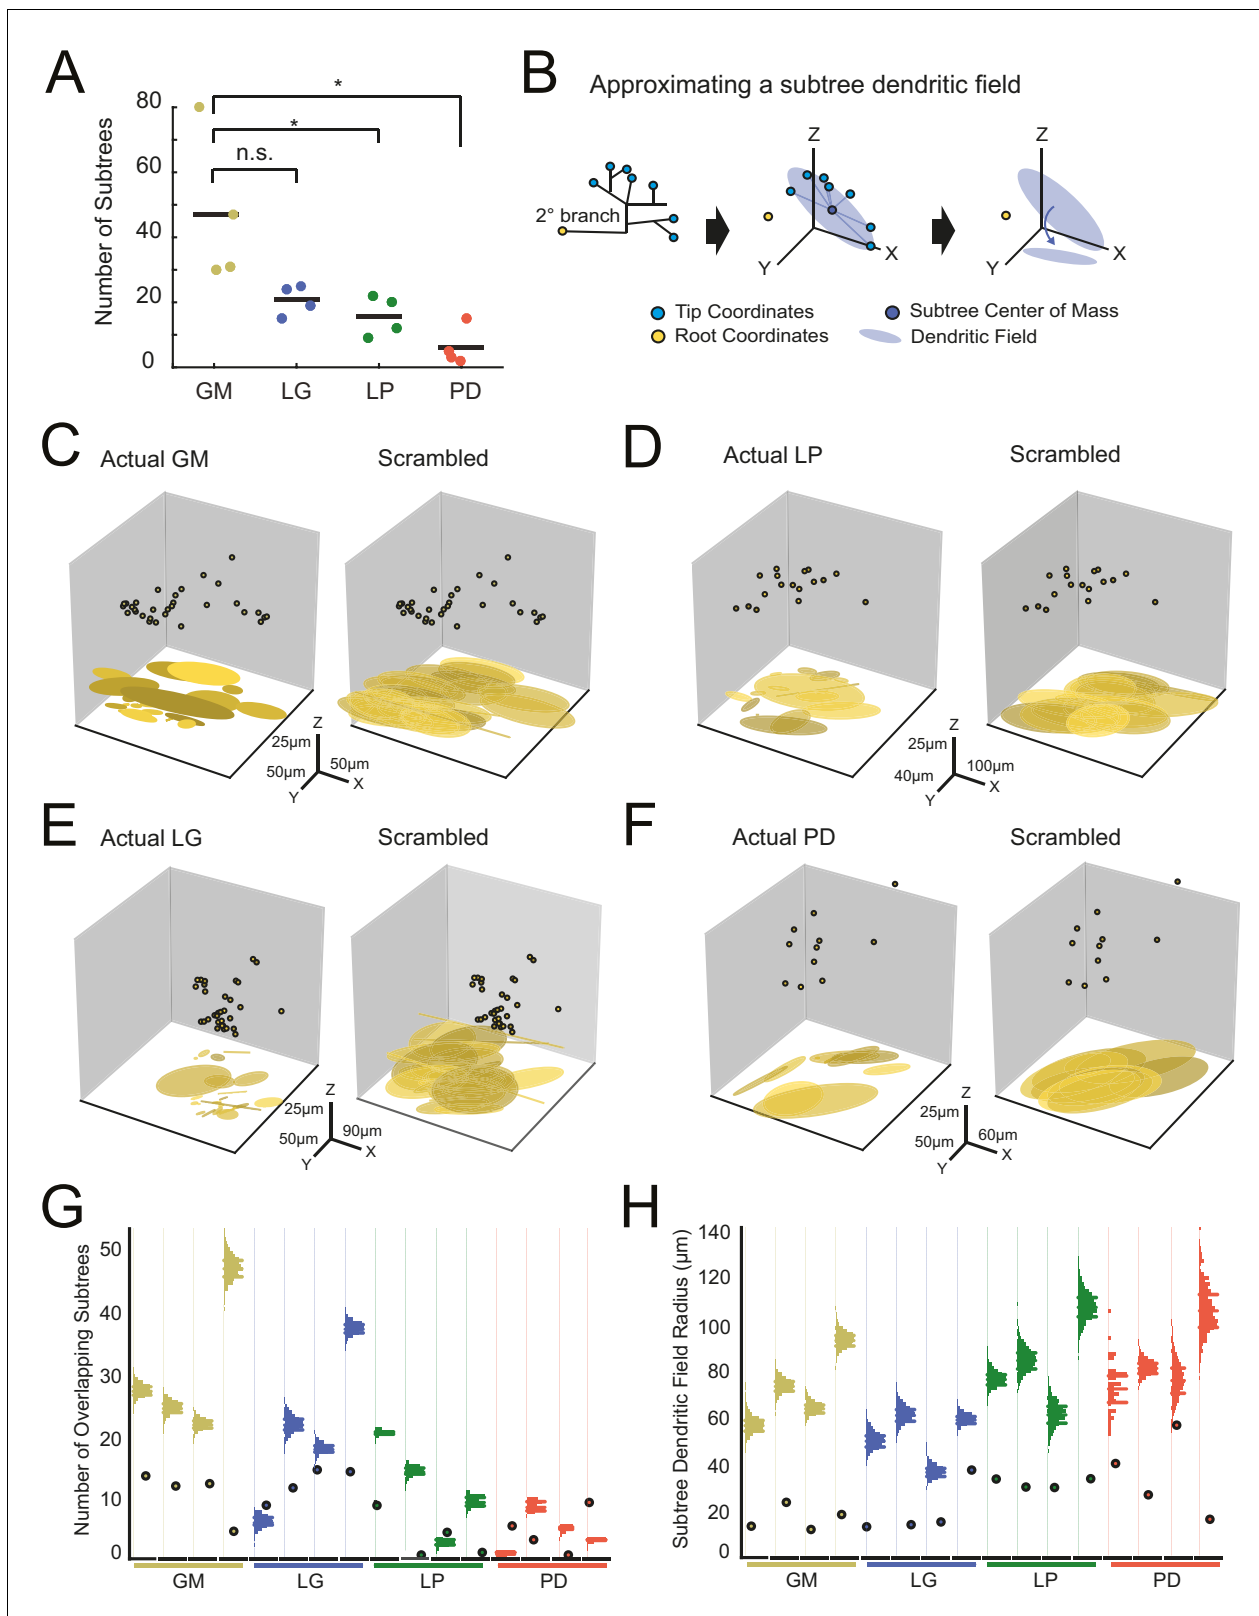 A
Number of Subtrees
80
60
40
20
0
*
*
n.s.
GM LG LP PD
B
Approximating a subtree dendritic field
2° branch
Z
X
Y
Z
X
Y
Tip Coordinates
Root Coordinates
Subtree Center of Mass
Dendritic Field
C
Actual GM
Scrambled
Z
25µm
50µm
50µm
Y
X
D
Actual LP
Scrambled
Z
25µm
100µm
40µm
X
Y
E
Actual LG
Scrambled
Z
25µm
90µm
50µm
X
Y
F
Actual PD
Scrambled
Z
25µm
60µm
50µm
X
Y
G
Number of Overlapping Subtrees
50
40
30
20
10
0
GM LG LP PD
H
Subtree Dendritic Field Radius (µm)
140
120
100
80
60
40
20
0
GM LG LP PD